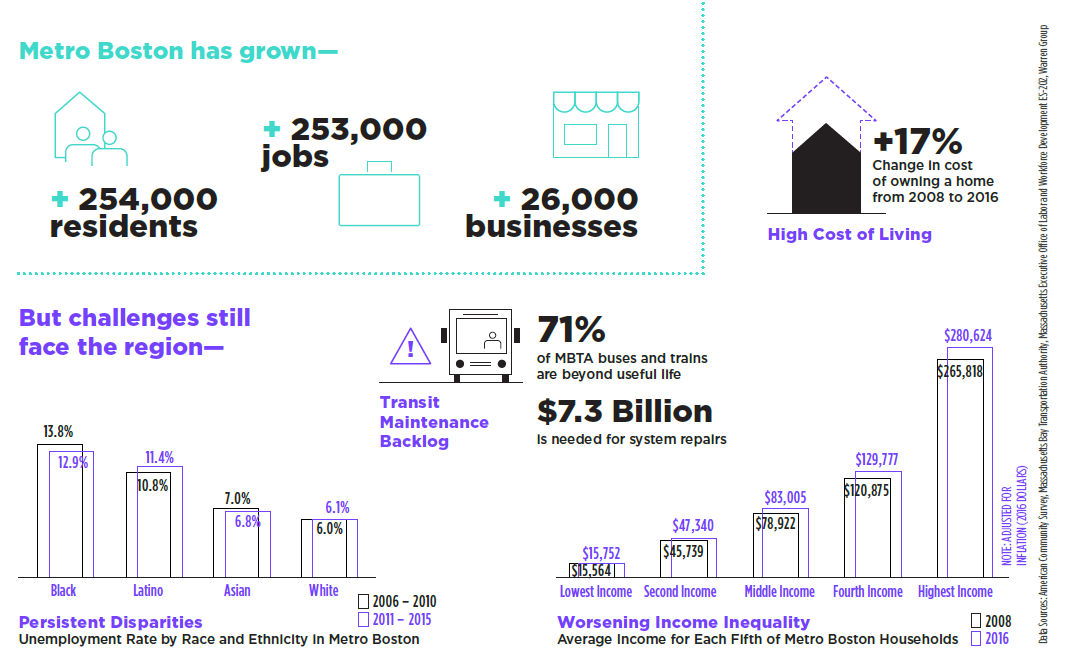 Metro Boston has grown—
+ 254,000
residents
+ 253,000
jobs
+ 26,000
businesses
+17%
Change in cost
of owning a home
from 2008 to 2016
High Cost of Living
But challenges still
face the region—
!
Transit
Maintenance
Backlog
71%
of MBTA buses and trains
are beyond useful life
$7.3 Billion
is needed for system repairs
13.8%
12.9%
11.4%
10.8%
7.0%
6.8%
6.1%
6.0%
Black
Latino
Asian
White
2006 – 2010
2011 – 2015
Persistent Disparities
Unemployment Rate by Race and Ethnicity in Metro Boston
$15,752
$15,564
$47,340
$45,739
$83,005
$78,922
$129,777
$120,875
$280,624
$265,818
Lowest Income
Second Income
Middle Income
Fourth Income
Highest Income
NOTE: ADJUSTED FOR
INFLATION (2016 DOLLARS)
Worsening Income Inequality
Average Income for Each Fifth of Metro Boston Households
2008
2016
Data Sources: American Community Survey, Massachusetts Bay Transportation Authority, Massachusetts Executive Office of Labor and Workforce Development ES-202, Warren Group